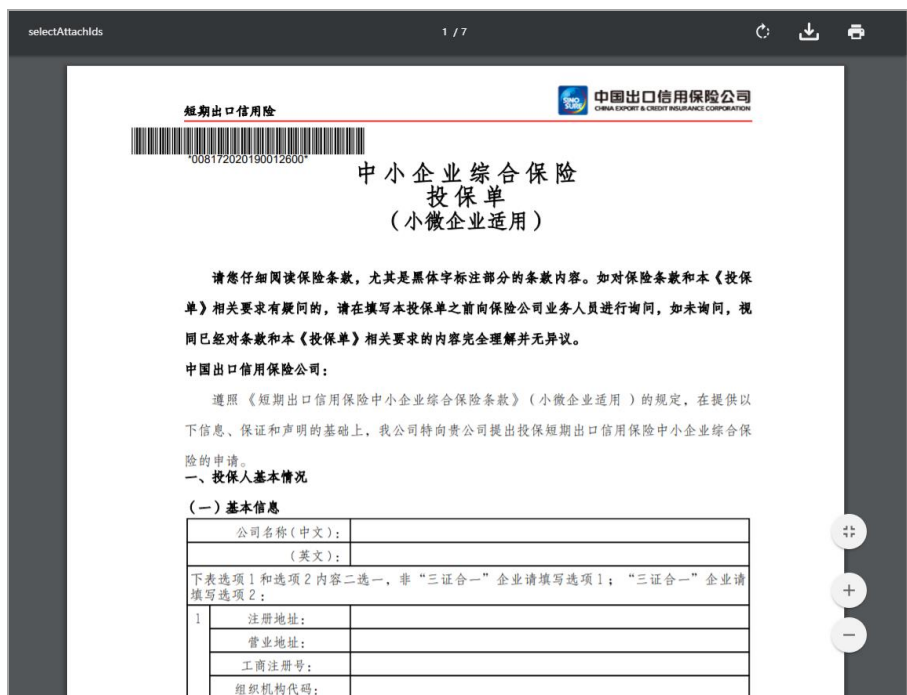 selectAttachIds
1 / 7
短期出口信用险
SINO
SURE
中国出口信用保险公司
CHINA EXPORT & CREDIT INSURANCE CORPORATION
*008172020190012600*
中小企业综合保险
投保单
（小微企业适用）
请您仔细阅读保险条款，尤其是黑体字标注部分的条款内容。如对保险条款和本《投保
单》相关要求有疑问的，请在填写本投保单之前向保险公司业务人员进行询问，如未询问，视
同已经对条款和本《投保单》相关要求的内容完全理解并无异议。
中国出口信用保险公司：
遵照《短期出口信用保险中小企业综合保险条款》（小微企业适用 ）的规定，在提供以
下信息、保证和声明的基础上，我公司特向贵公司提出投保短期出口信用保险中小企业综合保
险的申请。
一、投保人基本情况
（一）基本信息
公司名称(中文)：
(英文)：
下表选项1和选项2内容二选一，非“三证合一”企业请填写选项1；“三证合一”企业请
填写选项2：
1 注册地址：
营业地址：
工商注册号：
组织机构代码：